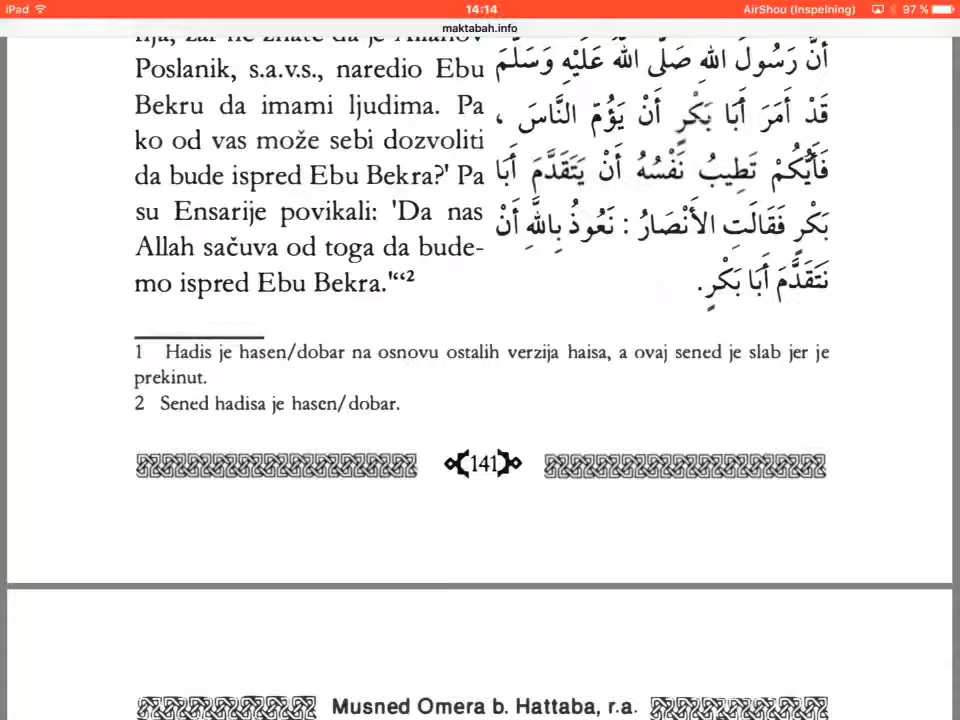 iPad
14:14
AirShou (Inspelning)
97 %
maktabah.info
Poslanik, s.a.v.s., naredio Ebu
Bekru da imami ljudima. Pa
ko od vas može sebi dozvoliti
da bude ispred Ebu Bekra?' Pa
su Ensarije povikali: 'Da nas
Allah sačuva od toga da bude-
mo ispred Ebu Bekra.'“²
أَنَّ رَسُولَ اللهِ صَلَّى اللهُ عَلَيْهِ وَسَلَّمَ
قَدْ أَمَرَ أَبَا بَكْرٍ أَنْ يَؤُمَّ النَّاسَ ،
فَأَيُّكُمْ تَطِيبُ نَفْسُهُ أَنْ يَتَقَدَّمَ أَبَا
بَكْرٍ فَقَالَتِ الأَنْصَارُ : نَعُوذُ بِاللَّهِ أَنْ
نَتَقَدَّمَ أَبَا بَكْرٍ.
1 Hadis je hasen/dobar na osnovu ostalih verzija haisa, a ovaj sened je slab jer je
prekinut.
2 Sened hadisa je hasen/dobar.
141
Musned Omera b. Hattaba, r.a.